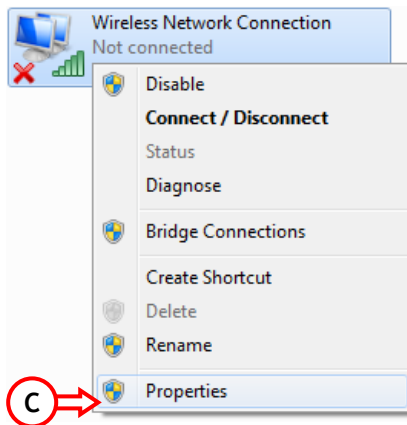 Wireless Network Connection
Not connected
Disable
Connect / Disconnect
Status
Diagnose
Bridge Connections
Create Shortcut
Delete
Rename
C Properties